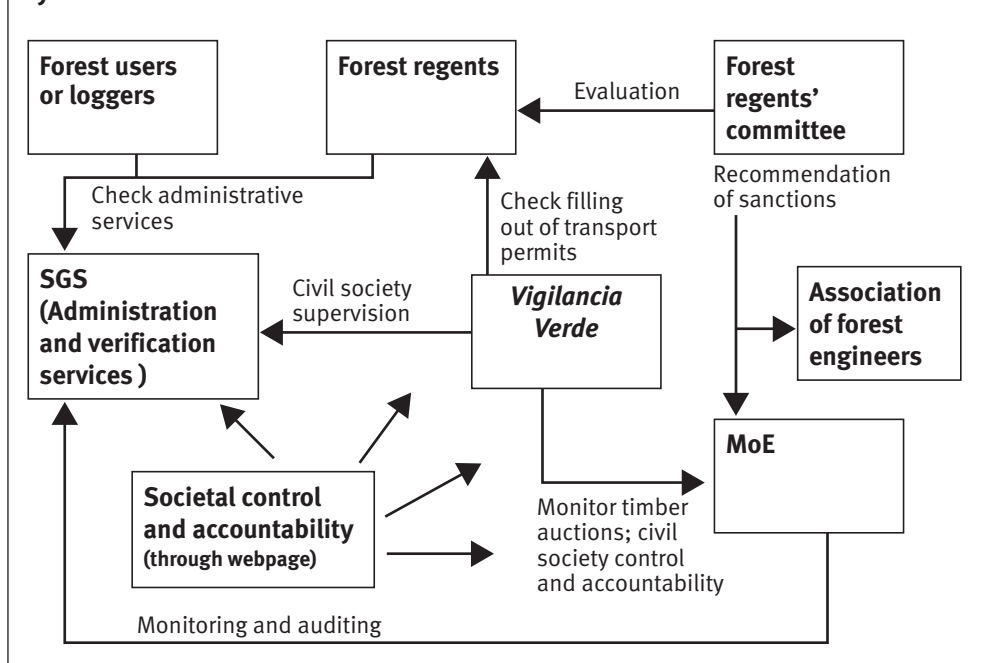 Forest users
or loggers
Forest regents
Evaluation
Forest
regents’
committee
Check administrative
services
Check filling
out of transport
permits
Recommendation
of sanctions
SGS
(Administration
and verification
services )
Civil society
supervision
Vigilancia
Verde
Association
of forest
engineers
MoE
Societal control
and accountability
(through webpage)
Monitor timber
auctions; civil
society control
and accountability
Monitoring and auditing